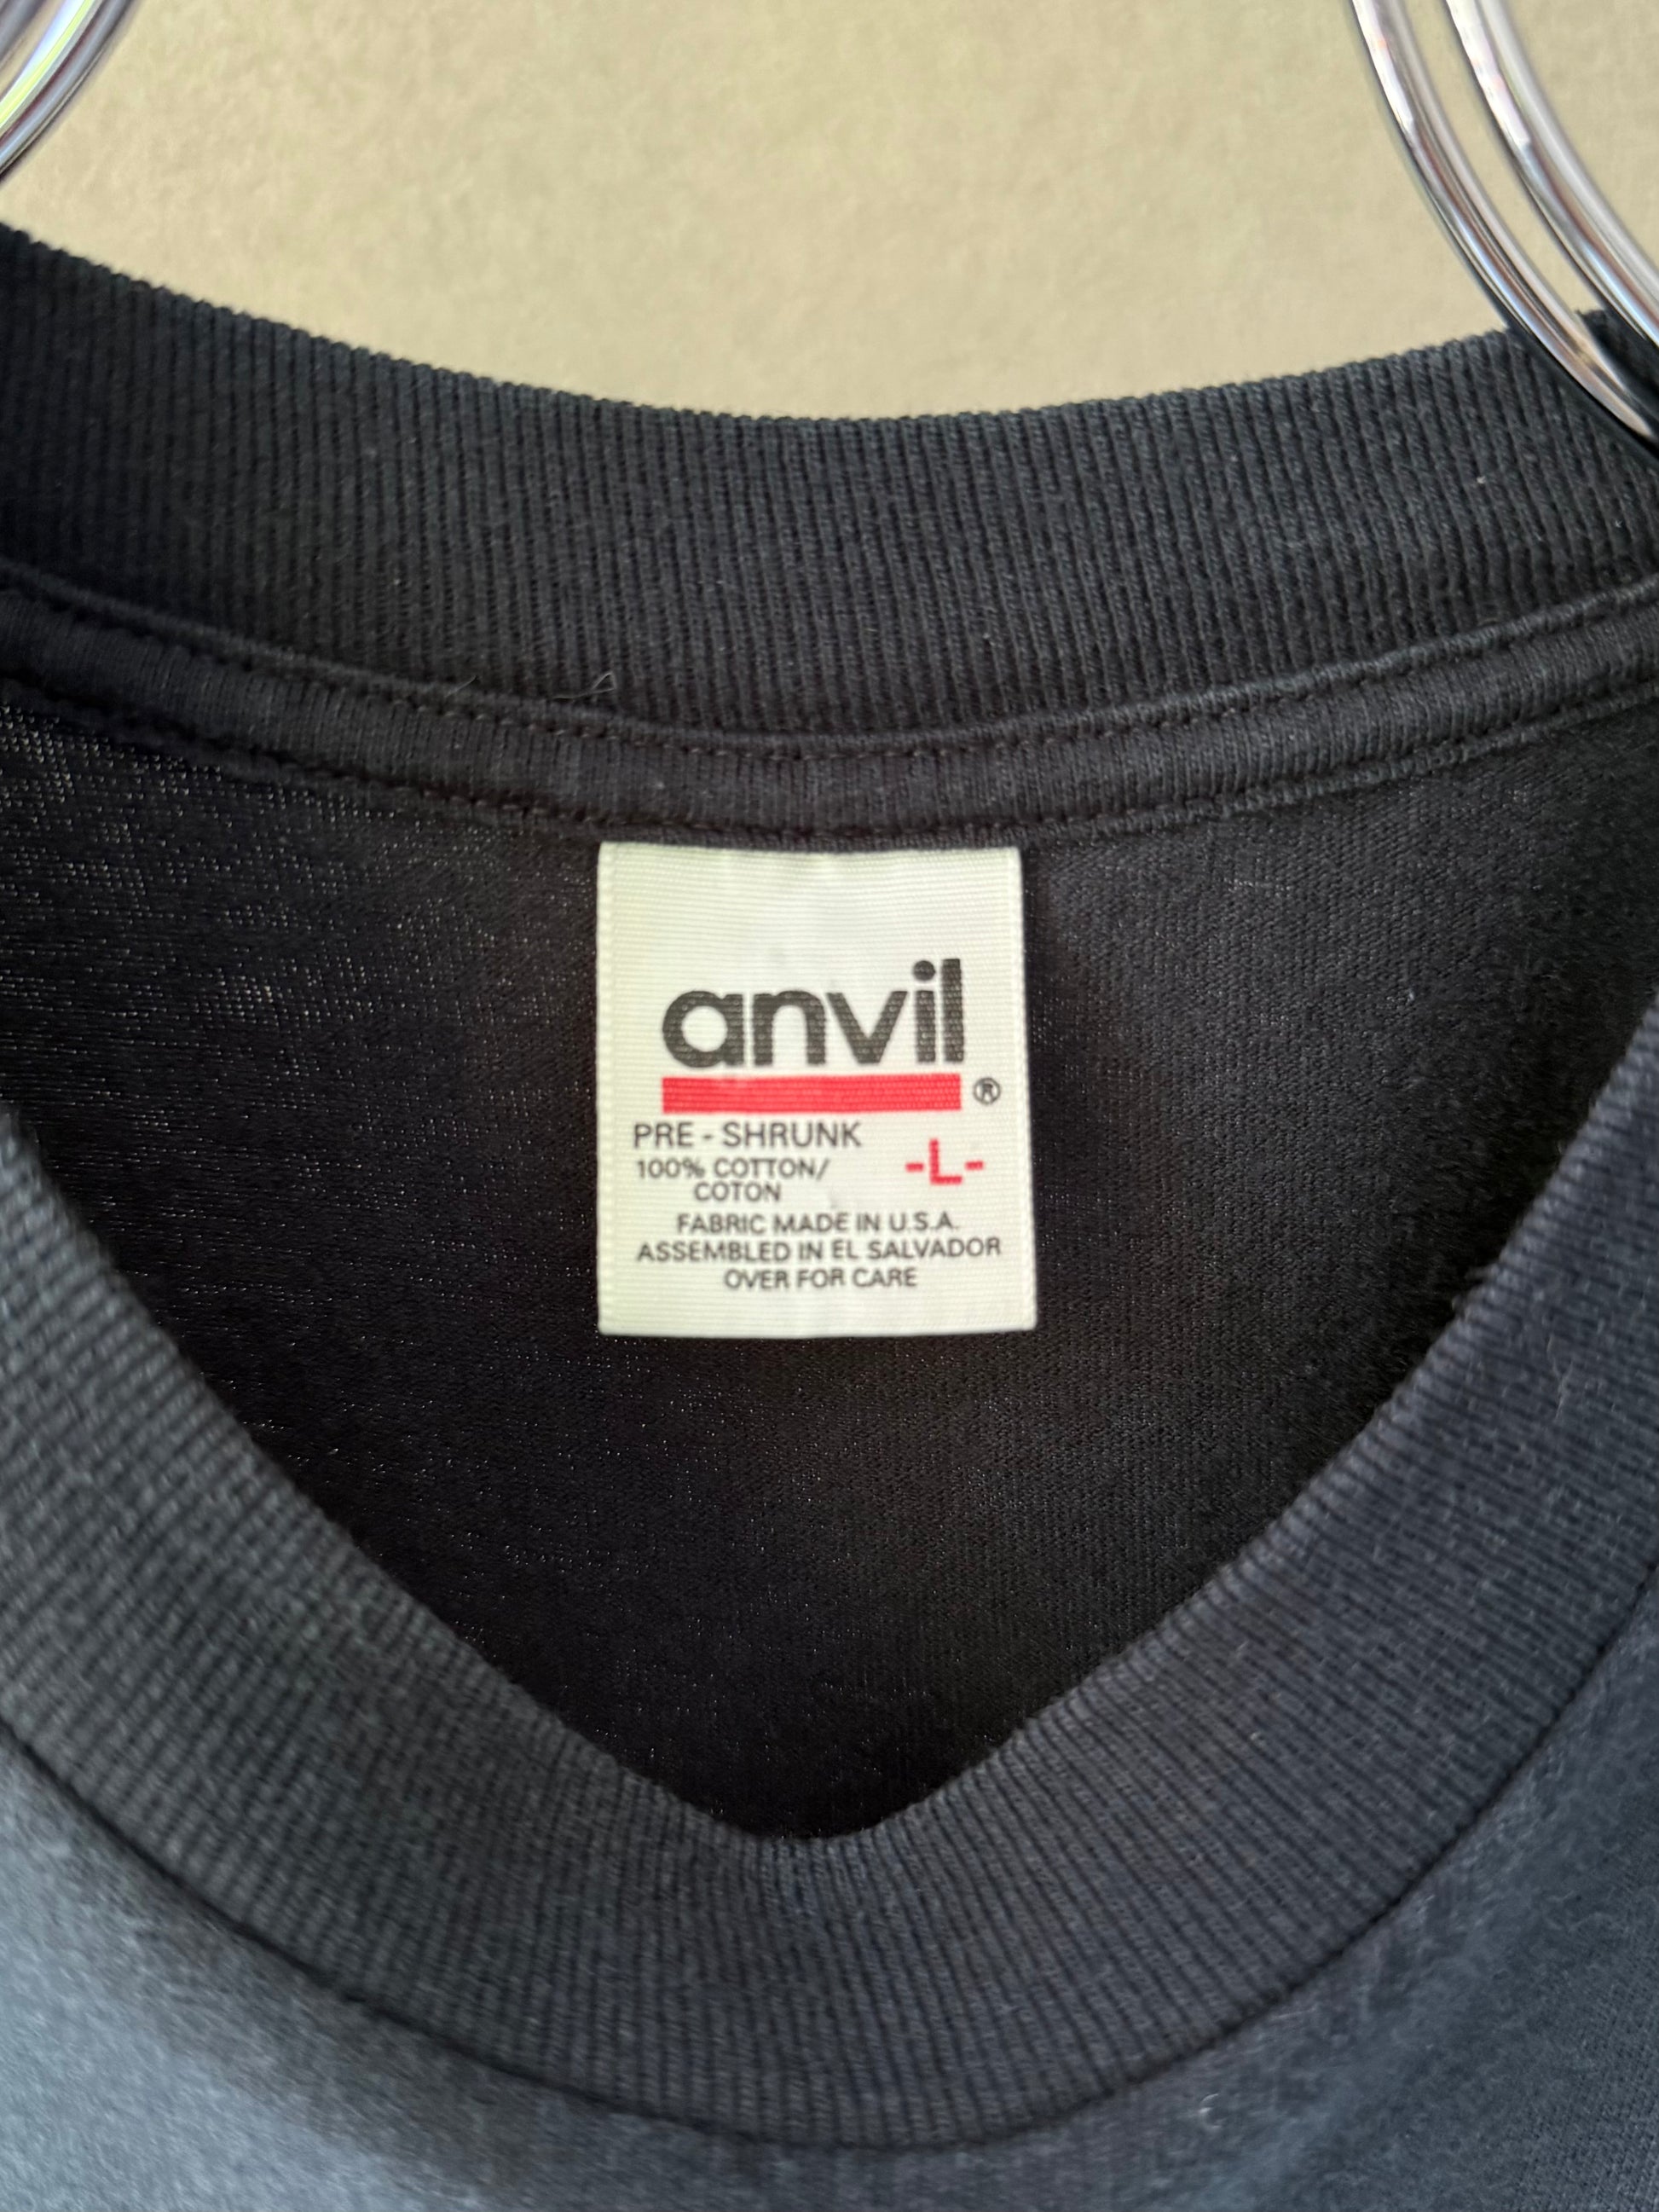 anvil
®
PRE - SHRUNK
100% COTTON/
COTON
-L-
FABRIC MADE IN U.S.A.
ASSEMBLED IN EL SALVADOR
OVER FOR CARE